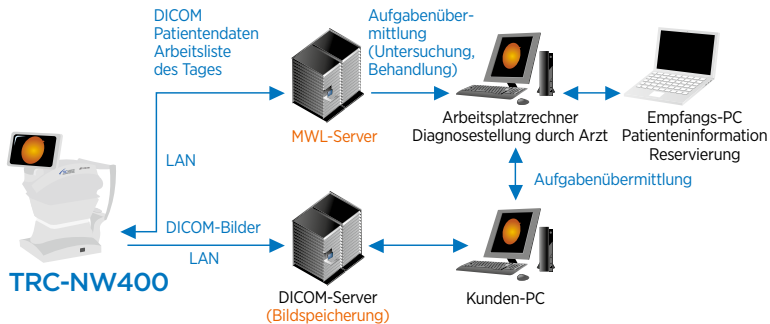 DICOM
Patientendaten
Arbeitsliste
des Tages
Aufgabenüber-
mittlung
(Untersuchung,
Behandlung)
MWL-Server
Arbeitsplatzrechner
Diagnosestellung durch Arzt
Empfangs-PC
Patienteninformation
Reservierung
LAN
Aufgabenübermittlung
DICOM-Bilder
LAN
TRC-NW400
DICOM-Server
(Bildspeicherung)
Kunden-PC